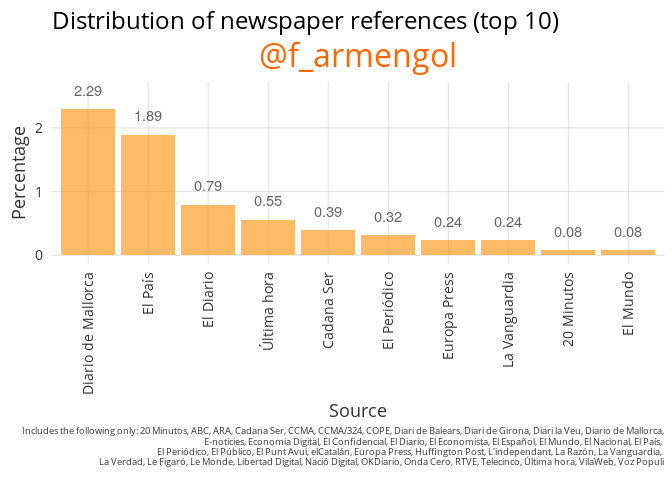 Distribution of newspaper references (top 10)
@f_armengol
2.29
1.89
0.79
0.55
0.39
0.32
0.24
0.24
0.08
0.08
Percentage
2
1
0
Diario de Mallorca
El País
El Diario
Última hora
Cadana Ser
El Periódico
Europa Press
La Vanguardia
20 Minutos
El Mundo
Source
Includes the following only: 20 Minutos, ABC, ARA, Cadana Ser, CCMA, CCMA/324, COPE, Diari de Balears, Diari de Girona, Diari la Veu, Diario de Mallorca,
E-noticies, Economia Digital, El Confidencial, El Diario, El Economista, El Español, El Mundo, El Nacional, El País,
El Periódico, El Público, El Punt Avui, elCatalán, Europa Press, Huffington Post, L'independant, La Razón, La Vanguardia,
La Verdad, Le Figaró, Le Monde, Libertad Digital, Nació Digital, OKDiario, Onda Cero, RTVE, Telecinco, Última hora, VilaWeb, Voz Populi